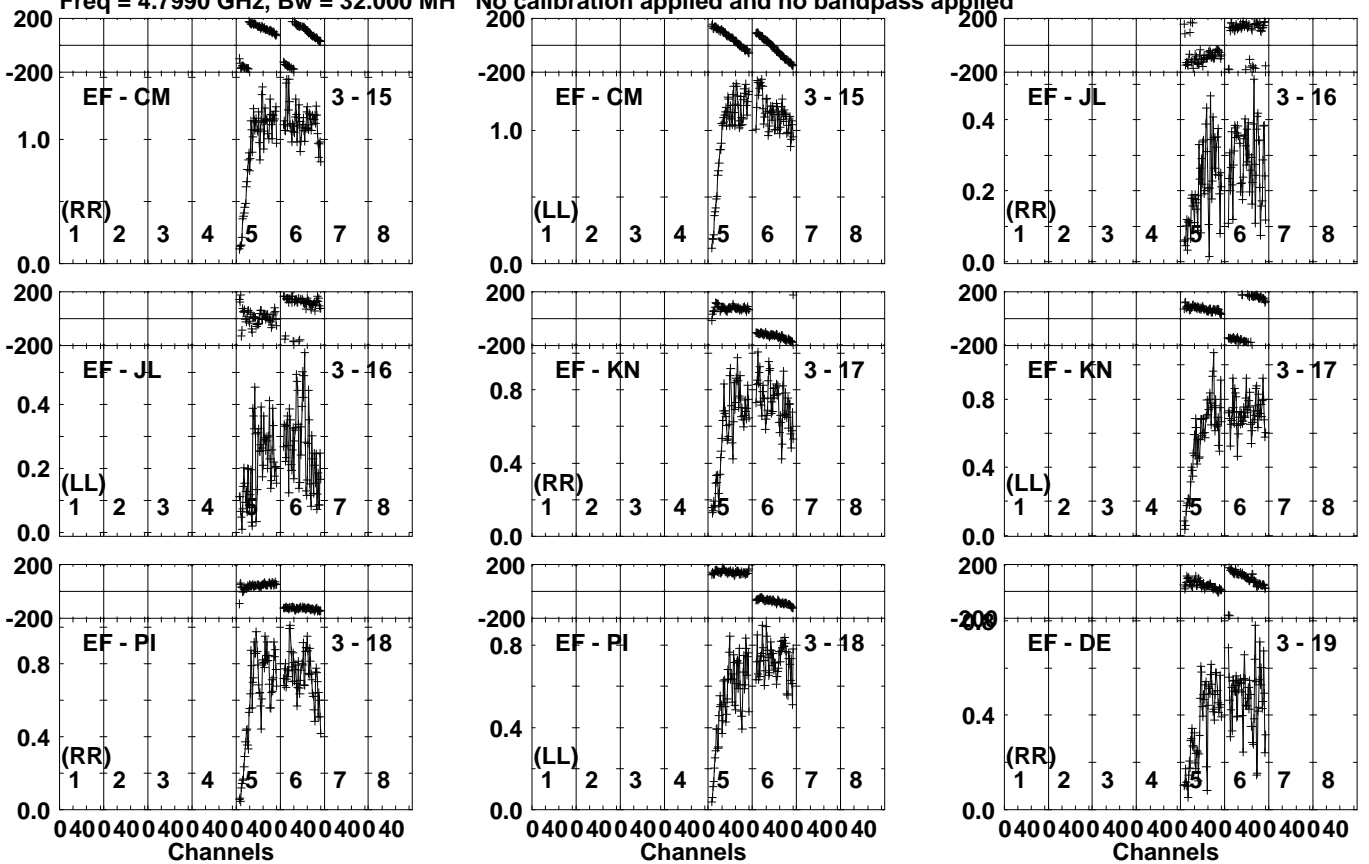 Freq = 4.7990 GHz, Bw = 32.000 MH No calibration applied and no bandpass applied
200 200 200
-200 -200 -200
EF - CM 3 - 15 EF - CM 3 - 15 EF - JL 3 - 16
1.0 1.0 0.4
0.2
(RR) (LL) (RR)
1 2 3 4 5 6 7 8 1 2 3 4 5 6 7 8 1 2 3 4 5 6 7 8
0.0 0.0 0.0
200 200 200
-200 -200 -200
EF - JL 3 - 16 EF - KN 3 - 17 EF - KN 3 - 17
0.4 0.8 0.8
0.2 0.4 0.4
(LL) (RR) (LL)
1 2 3 4 5 6 7 8 1 2 3 4 5 6 7 8 1 2 3 4 5 6 7 8
0.0 0.0 0.0
200 200 200
-200 -200 -200
0.8
EF - PI 3 - 18 EF - PI 3 - 18 EF - DE 3 - 19
0.8 0.8
0.4 0.4 0.4
(RR) (LL) (RR)
1 2 3 4 5 6 7 8 1 2 3 4 5 6 7 8 1 2 3 4 5 6 7 8
0.0 0.0 0.0
0 40 0 40 0 40 0 40 0 40 0 40 0 40 0 40 0 40 0 40 0 40 0 40 0 40 0 40 0 40 0 40 0 40 0 40 0 40 0 40 0 40 0 40 0 40 0 40
Channels Channels Channels